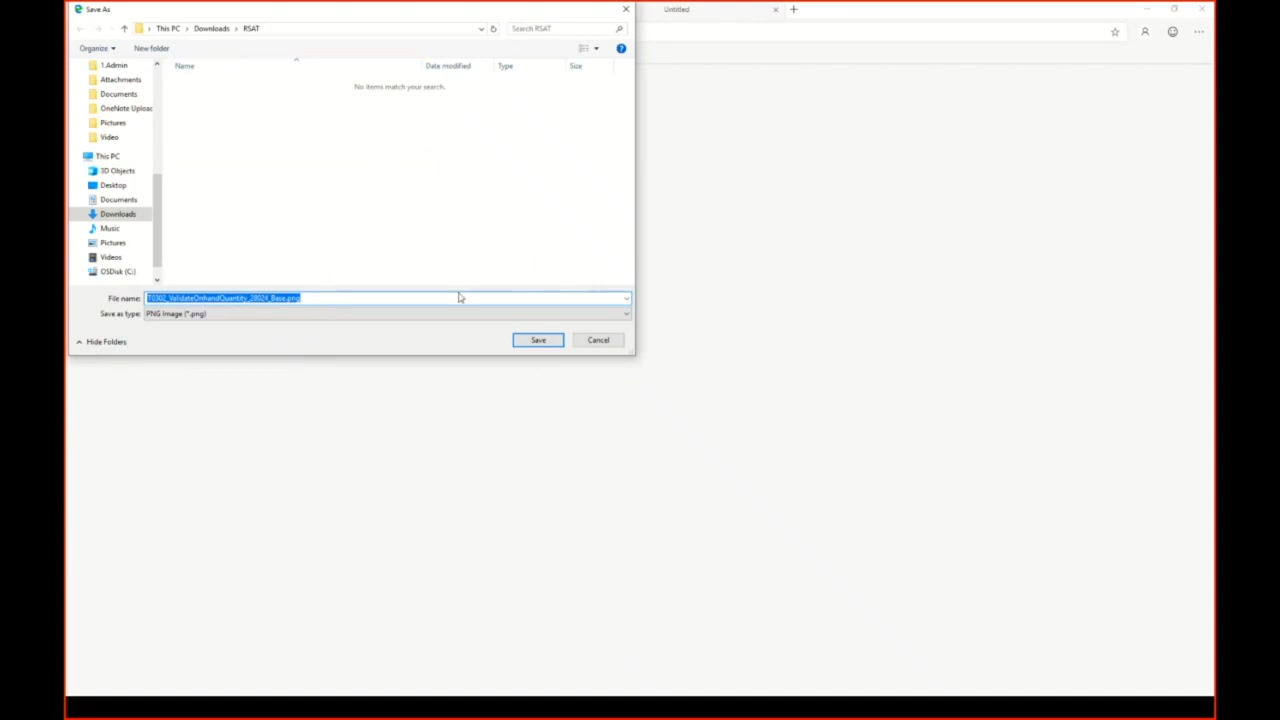 Save As
Untitled
This PC › Downloads › RSAT
Search RSAT
Organize
New folder
Name
Date modified
Type
Size
No items match your search.
1.Admin
Attachments
Documents
OneNote Upload
Pictures
Video
This PC
3D Objects
Desktop
Documents
Downloads
Music
Pictures
Videos
OSDisk (C:)
File name: T0302_ValidateOnhandQuantity_28024_Base.png
Save as type: PNG Image (*.png)
Hide Folders
Save
Cancel